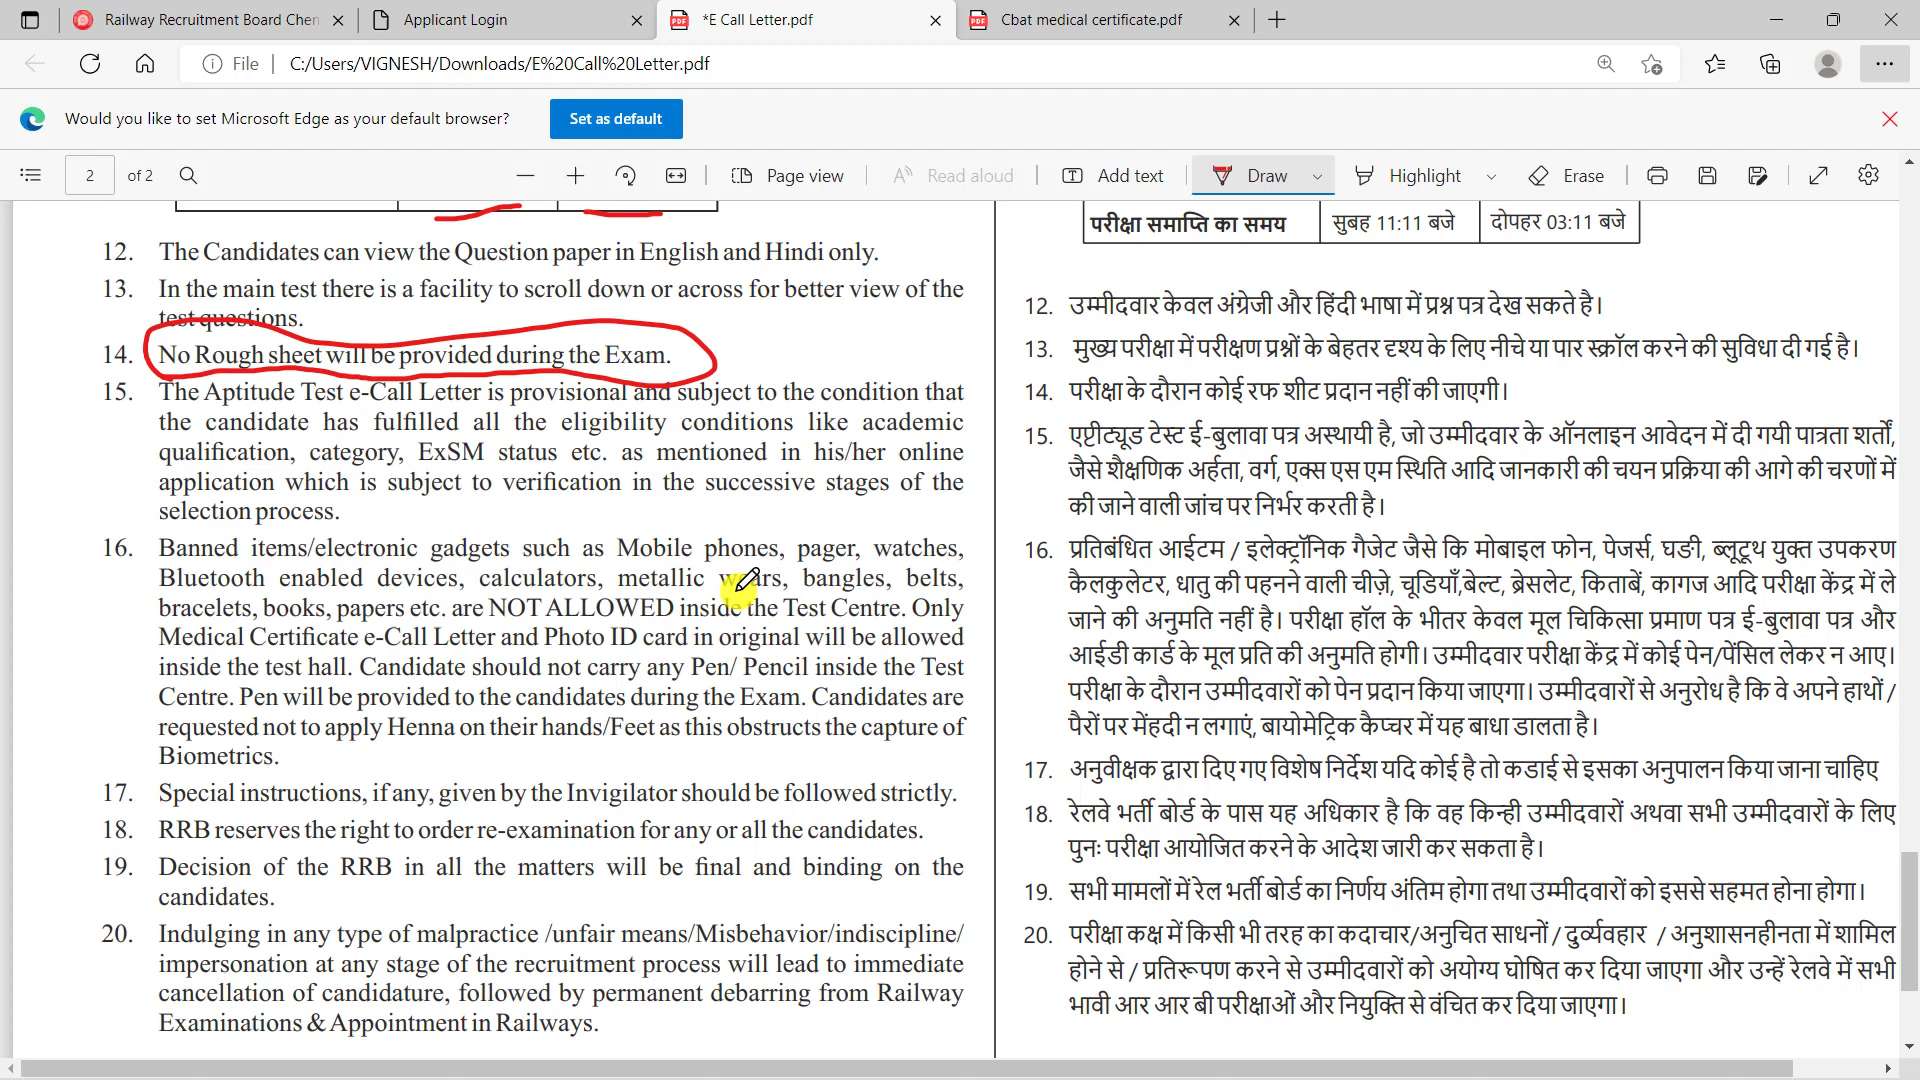 Railway Recruitment Board Chen
Applicant Login
*E Call Letter.pdf
Cbat medical certificate.pdf
File
C:/Users/VIGNESH/Downloads/E%20Call%20Letter.pdf
Would you like to set Microsoft Edge as your default browser?
Set as default
2 of 2
Page view
Read aloud
Add text
Draw
Highlight
Erase
12. The Candidates can view the Question paper in English and Hindi only.
13. In the main test there is a facility to scroll down or across for better view of the
test questions.
14. No Rough sheet will be provided during the Exam.
15. The Aptitude Test e-Call Letter is provisional and subject to the condition that
the candidate has fulfilled all the eligibility conditions like academic
qualification, category, ExSM status etc. as mentioned in his/her online
application which is subject to verification in the successive stages of the
selection process.
16. Banned items/electronic gadgets such as Mobile phones, pager, watches,
Bluetooth enabled devices, calculators, metallic wears, bangles, belts,
bracelets, books, papers etc. are NOT ALLOWED inside the Test Centre. Only
Medical Certificate e-Call Letter and Photo ID card in original will be allowed
inside the test hall. Candidate should not carry any Pen/ Pencil inside the Test
Centre. Pen will be provided to the candidates during the Exam. Candidates are
requested not to apply Henna on their hands/Feet as this obstructs the capture of
Biometrics.
17. Special instructions, if any, given by the Invigilator should be followed strictly.
18. RRB reserves the right to order re-examination for any or all the candidates.
19. Decision of the RRB in all the matters will be final and binding on the
candidates.
20. Indulging in any type of malpractice /unfair means/Misbehavior/indiscipline/
impersonation at any stage of the recruitment process will lead to immediate
cancellation of candidature, followed by permanent debarring from Railway
Examinations & Appointment in Railways.
परीक्षा समाप्ति का समय सुबह 11:11 बजे दोपहर 03:11 बजे
12. उम्मीदवार केवल अंग्रेजी और हिंदी भाषा में प्रश्न पत्र देख सकते है।
13. मुख्य परीक्षा में परीक्षण प्रश्नों के बेहतर दृश्य के लिए नीचे या पार स्क्रॉल करने की सुविधा दी गई है।
14. परीक्षा के दौरान कोई रफ शीट प्रदान नहीं की जाएगी।
15. एप्टीट्यूड टेस्ट ई-बुलावा पत्र अस्थायी है, जो उम्मीदवार के ऑनलाइन आवेदन में दी गयी पात्रता शर्तों,
जैसे शैक्षणिक अर्हता, वर्ग, एक्स एस एम स्थिति आदि जानकारी की चयन प्रक्रिया की आगे की चरणों में
की जाने वाली जांच पर निर्भर करती है।
16. प्रतिबंधित आईटम / इलेक्ट्रॉनिक गैजेट जैसे कि मोबाइल फोन, पेजर्स, घङी, ब्लूटूथ युक्त उपकरण
कैलकुलेटर, धातु की पहनने वाली चीज़े, चूडियाँ,बेल्ट, ब्रेसलेट, किताबें, कागज आदि परीक्षा केंद्र में ले
जाने की अनुमति नहीं है। परीक्षा हॉल के भीतर केवल मूल चिकित्सा प्रमाण पत्र ई-बुलावा पत्र और
आईडी कार्ड के मूल प्रति की अनुमति होगी। उम्मीदवार परीक्षा केंद्र में कोई पेन/पेंसिल लेकर न आए।
परीक्षा के दौरान उम्मीदवारों को पेन प्रदान किया जाएगा। उम्मीदवारों से अनुरोध है कि वे अपने हाथों /
पैरों पर मेंहदी न लगाएं, बायोमेट्रिक कैप्चर में यह बाधा डालता है।
17. अनुवीक्षक द्वारा दिए गए विशेष निर्देश यदि कोई है तो कडाई से इसका अनुपालन किया जाना चाहिए
18. रेलवे भर्ती बोर्ड के पास यह अधिकार है कि वह किन्ही उम्मीदवारों अथवा सभी उम्मीदवारों के लिए
पुनः परीक्षा आयोजित करने के आदेश जारी कर सकता है।
19. सभी मामलों में रेल भर्ती बोर्ड का निर्णय अंतिम होगा तथा उम्मीदवारों को इससे सहमत होना होगा।
20. परीक्षा कक्ष में किसी भी तरह का कदाचार/अनुचित साधनों / दुर्व्यवहार / अनुशासनहीनता में शामिल
होने से / प्रतिरूपण करने से उम्मीदवारों को अयोग्य घोषित कर दिया जाएगा और उन्हें रेलवे में सभी
भावी आर आर बी परीक्षाओं और नियुक्ति से वंचित कर दिया जाएगा।